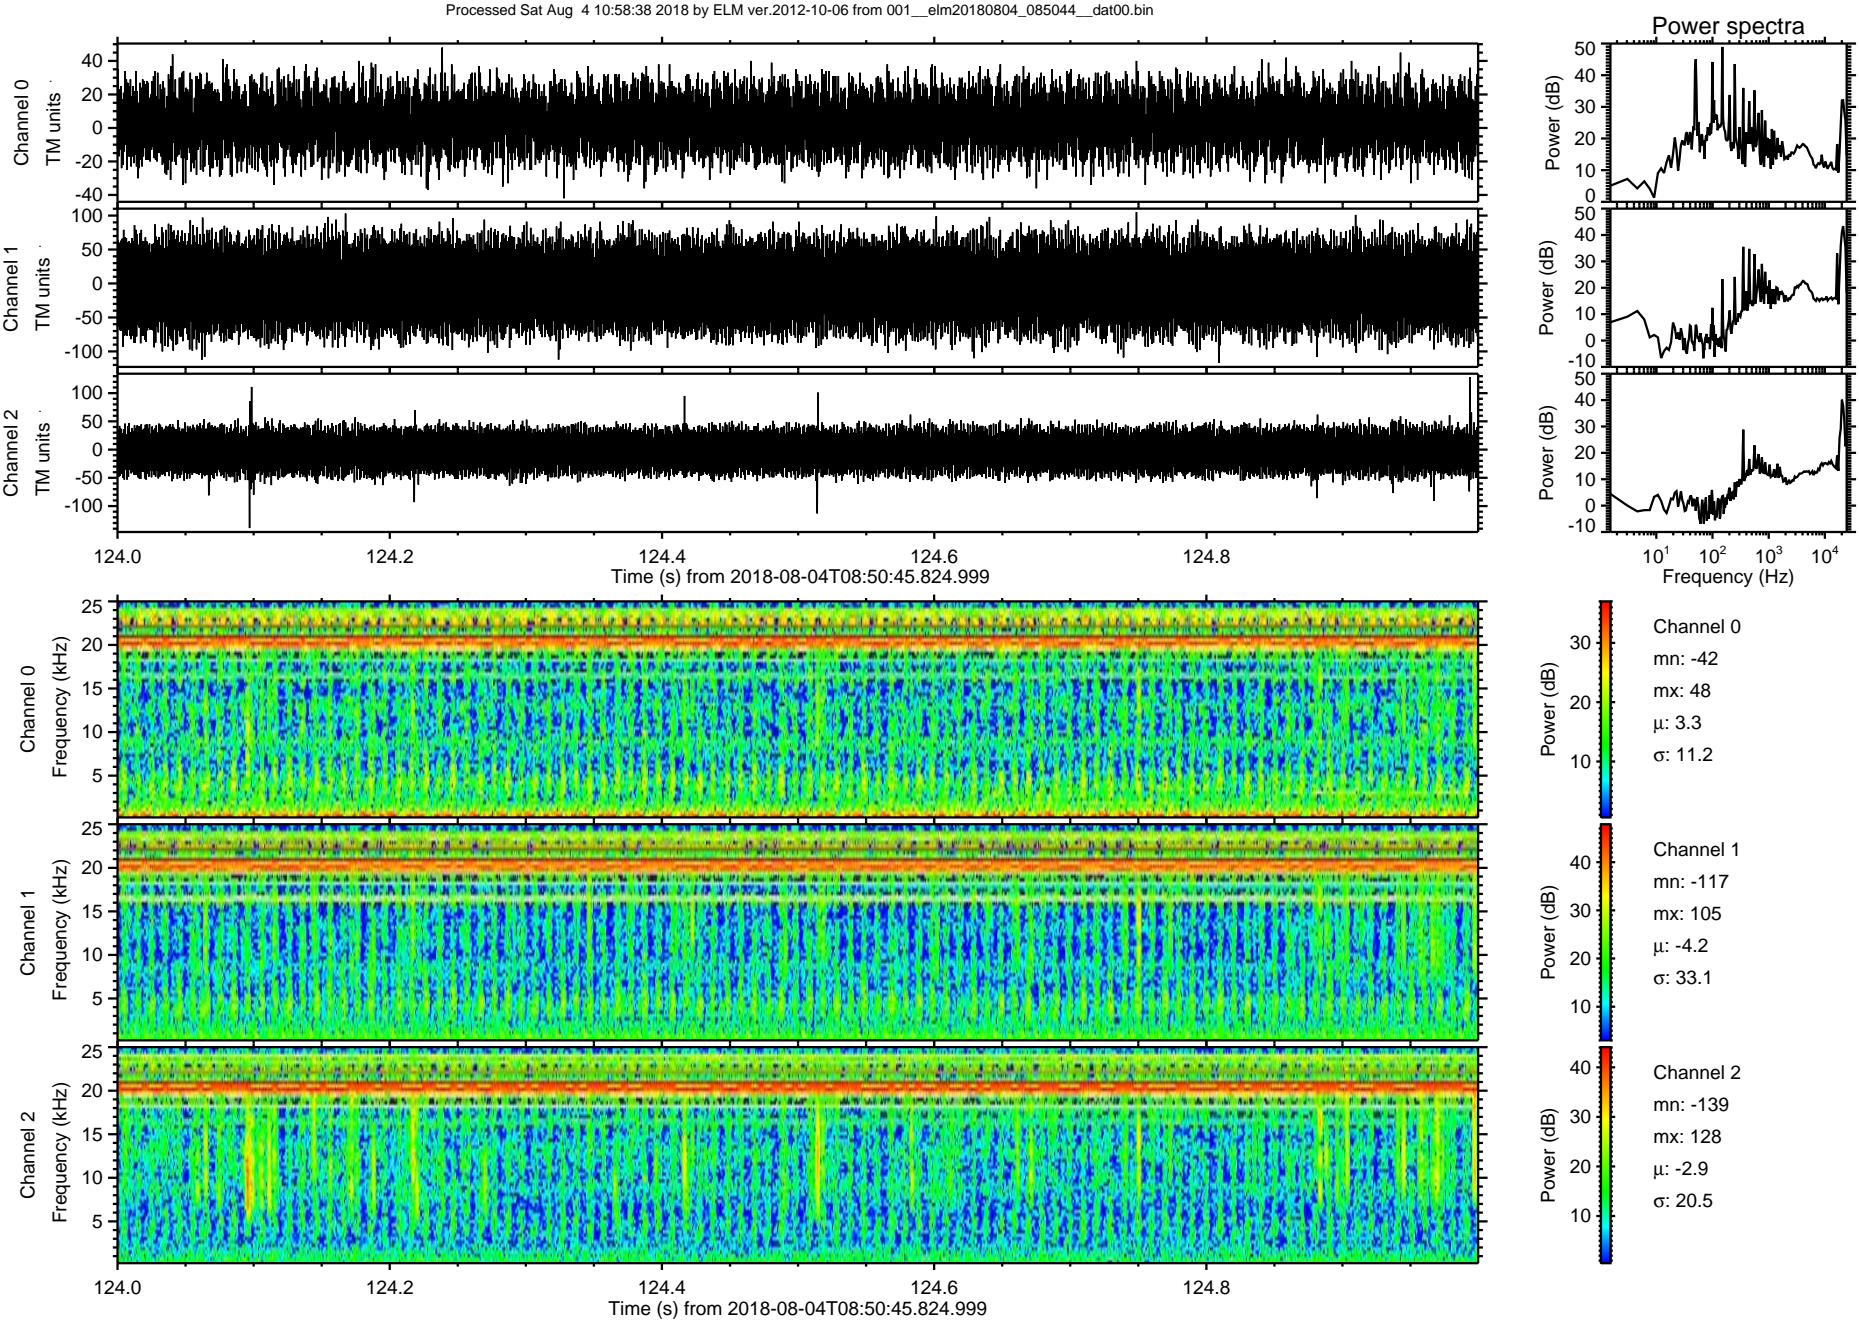 Processed Sat Aug  4 10:58:38 2018 by ELM ver.2012-10-06 from 001__elm20180804_085044__dat00.bin
Power spectra
Channel 0
TM units
40
20
0
-20
-40
Power (dB)
50
40
30
20
10
0
Channel 1
TM units
100
50
0
-50
-100
Power (dB)
50
40
30
20
10
0
-10
Channel 2
TM units
100
50
0
-50
-100
Power (dB)
50
40
30
20
10
0
-10
124.0 124.2 124.4 124.6 124.8
Time (s) from 2018-08-04T08:50:45.824.999
10^1 10^2 10^3 10^4
Frequency (Hz)
Channel 0
Frequency (kHz)
25
20
15
10
5
Power (dB)
30
20
10
Channel 0
mn: -42
mx: 48
μ: 3.3
σ: 11.2
Channel 1
Frequency (kHz)
25
20
15
10
5
Power (dB)
40
30
20
10
Channel 1
mn: -117
mx: 105
μ: -4.2
σ: 33.1
Channel 2
Frequency (kHz)
25
20
15
10
5
Power (dB)
40
30
20
10
Channel 2
mn: -139
mx: 128
μ: -2.9
σ: 20.5
124.0 124.2 124.4 124.6 124.8
Time (s) from 2018-08-04T08:50:45.824.999